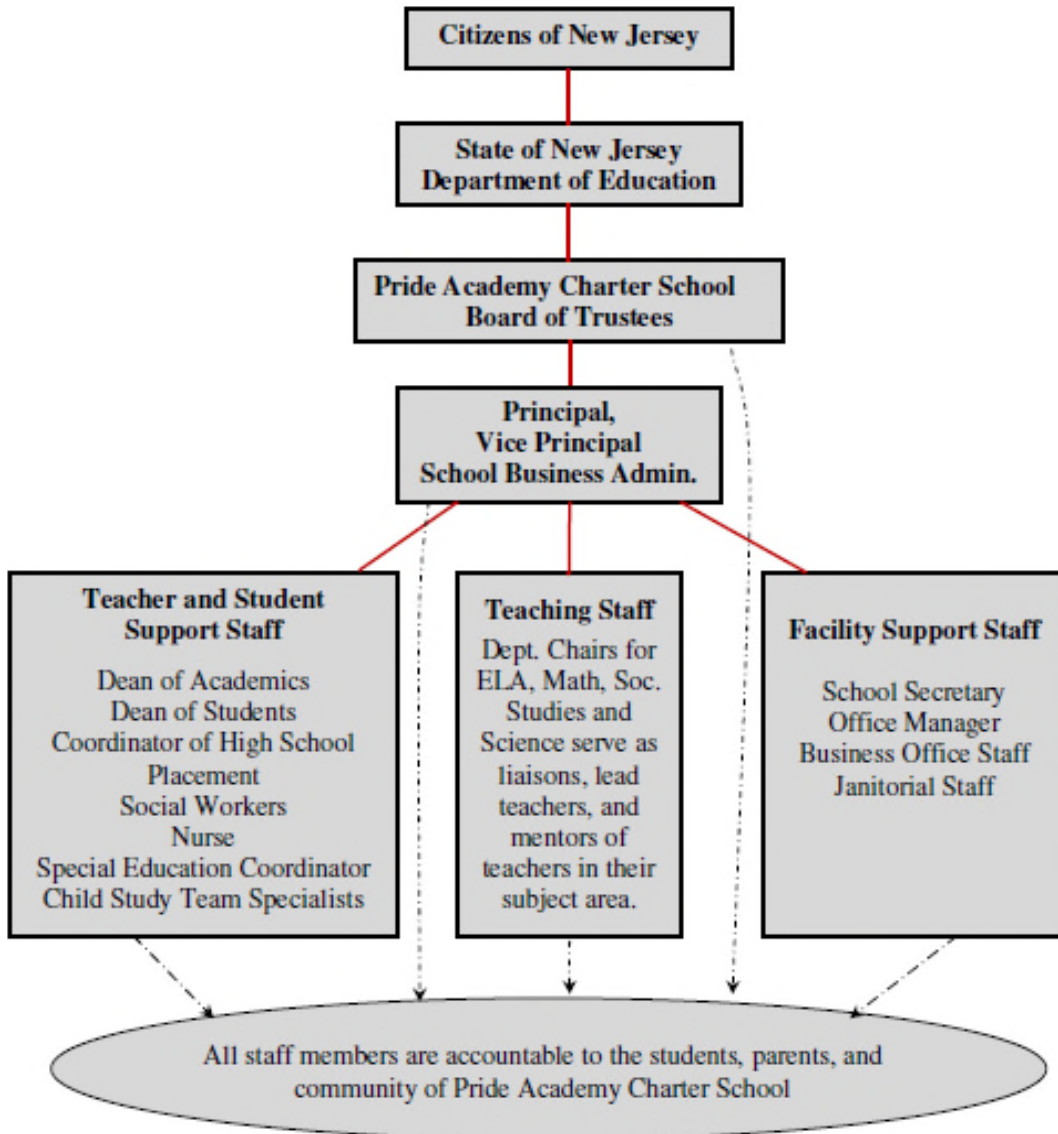 Citizens of New Jersey
State of New Jersey
Department of Education
Pride Academy Charter School
Board of Trustees
Principal,
Vice Principal
School Business Admin.
Teacher and Student
Support Staff
Dean of Academics
Dean of Students
Coordinator of High School
Placement
Social Workers
Nurse
Special Education Coordinator
Child Study Team Specialists
Teaching Staff
Dept. Chairs for
ELA, Math, Soc.
Studies and
Science serve as
liaisons, lead
teachers, and
mentors of
teachers in their
subject area.
Facility Support Staff
School Secretary
Office Manager
Business Office Staff
Janitorial Staff
All staff members are accountable to the students, parents, and
community of Pride Academy Charter School